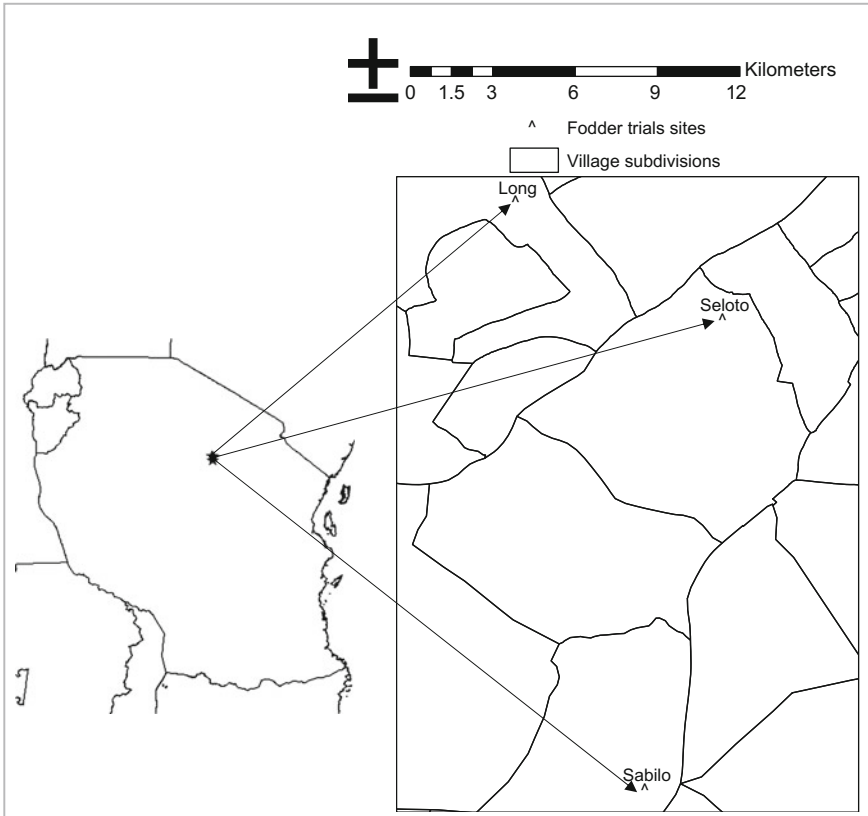 Kilometers
0 1.5 3 6 9 12
^ Fodder trials sites
Village subdivisions
Long
^
Seloto
^
Sabilo
^